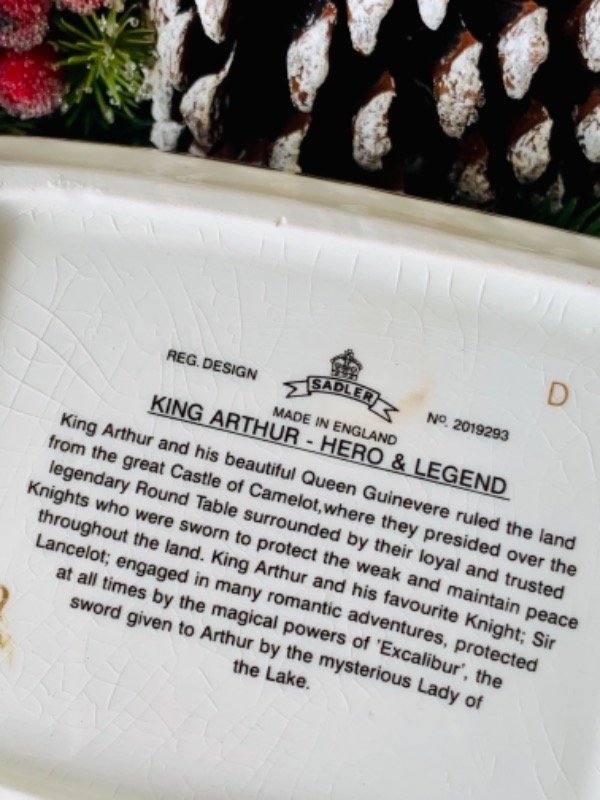 REG. DESIGN
SADLER
MADE IN ENGLAND
Nº. 2019293
D
KING ARTHUR - HERO & LEGEND
King Arthur and his beautiful Queen Guinevere ruled the land
from the great Castle of Camelot,where they presided over the
legendary Round Table surrounded by their loyal and trusted
Knights who were sworn to protect the weak and maintain peace
throughout the land. King Arthur and his favourite Knight; Sir
Lancelot; engaged in many romantic adventures, protected
at all times by the magical powers of 'Excalibur', the
sword given to Arthur by the mysterious Lady of
the Lake.